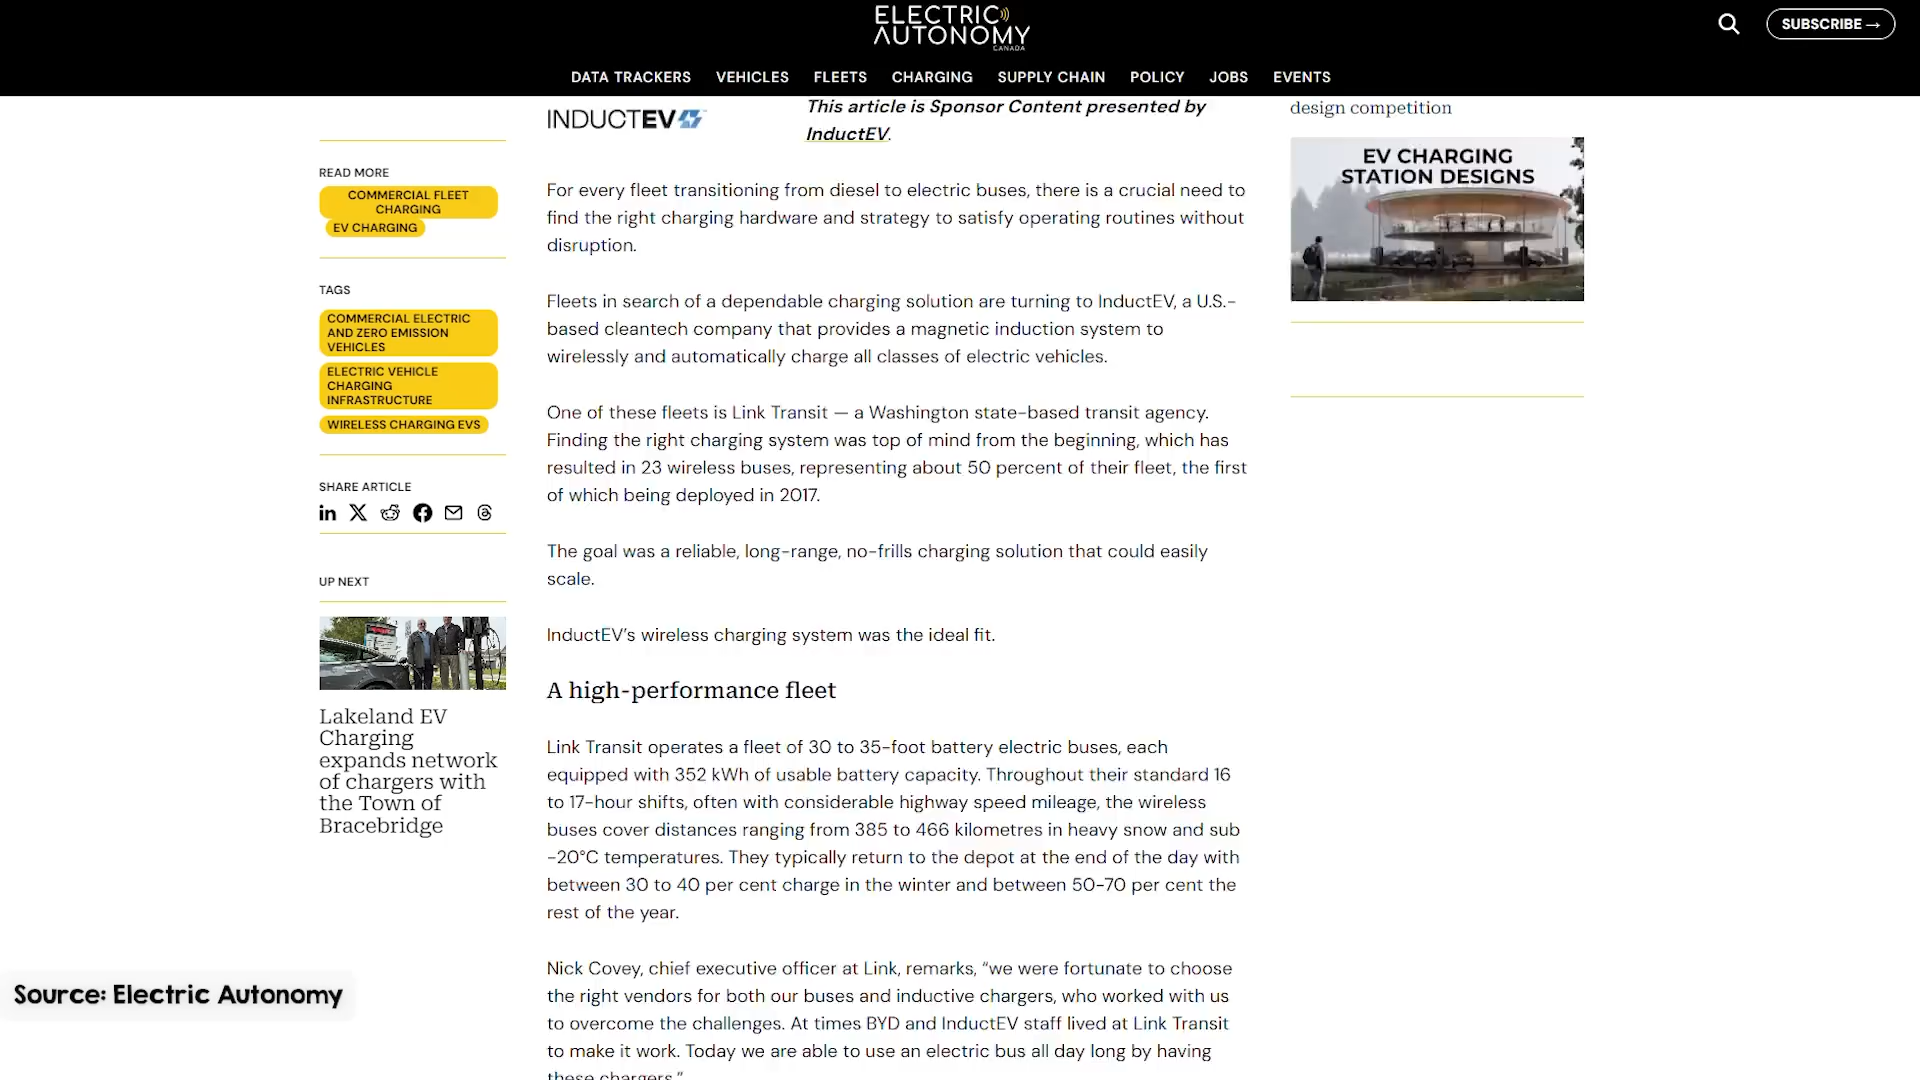 ELECTRIC
AUTONOMY
CANADA
SUBSCRIBE →
DATA TRACKERS VEHICLES FLEETS CHARGING SUPPLY CHAIN POLICY JOBS EVENTS
READ MORE
COMMERCIAL FLEET
CHARGING
EV CHARGING
TAGS
COMMERCIAL ELECTRIC
AND ZERO EMISSION
VEHICLES
ELECTRIC VEHICLE
CHARGING
INFRASTRUCTURE
WIRELESS CHARGING EVS
SHARE ARTICLE
UP NEXT
Lakeland EV
Charging
expands network
of chargers with
the Town of
Bracebridge
INDUCTEV
This article is Sponsor Content presented by
InductEV.
For every fleet transitioning from diesel to electric buses, there is a crucial need to
find the right charging hardware and strategy to satisfy operating routines without
disruption.
Fleets in search of a dependable charging solution are turning to InductEV, a U.S.-
based cleantech company that provides a magnetic induction system to
wirelessly and automatically charge all classes of electric vehicles.
One of these fleets is Link Transit — a Washington state-based transit agency.
Finding the right charging system was top of mind from the beginning, which has
resulted in 23 wireless buses, representing about 50 percent of their fleet, the first
of which being deployed in 2017.
The goal was a reliable, long-range, no-frills charging solution that could easily
scale.
InductEV's wireless charging system was the ideal fit.
A high-performance fleet
Link Transit operates a fleet of 30 to 35-foot battery electric buses, each
equipped with 352 kWh of usable battery capacity. Throughout their standard 16
to 17-hour shifts, often with considerable highway speed mileage, the wireless
buses cover distances ranging from 385 to 466 kilometres in heavy snow and sub
-20°C temperatures. They typically return to the depot at the end of the day with
between 30 to 40 per cent charge in the winter and between 50-70 per cent the
rest of the year.
Nick Covey, chief executive officer at Link, remarks, “we were fortunate to choose
the right vendors for both our buses and inductive chargers, who worked with us
to overcome the challenges. At times BYD and InductEV staff lived at Link Transit
to make it work. Today we are able to use an electric bus all day long by having
these chargers.”
design competition
EV CHARGING
STATION DESIGNS
Source: Electric Autonomy